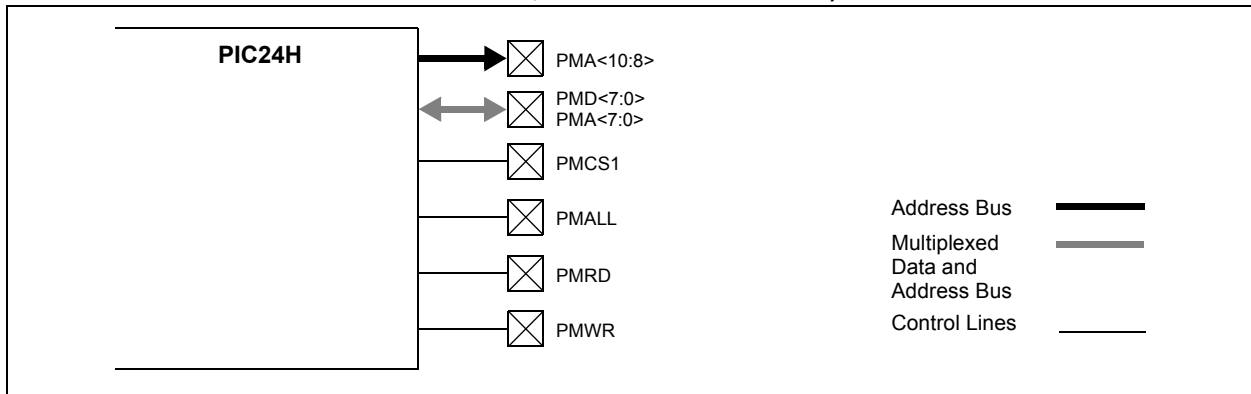 PIC24H
PMA<10:8>
PMD<7:0>
PMA<7:0>
PMCS1
PMALL
PMRD
PMWR
Address Bus
Multiplexed
Data and
Address Bus
Control Lines